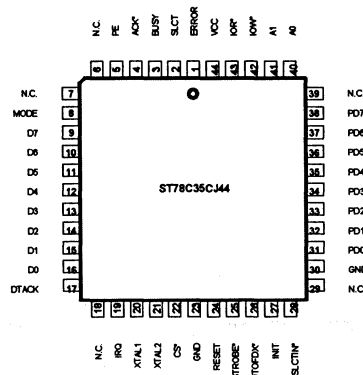 N.C.
PE
ACK*
BUSY
SLCT
ERROR
VCC
IOR*
IOW*
A1
A0
6 5 4 3 2 1 44 43 42 41 40
N.C. 7
MODE 8
D7 9
D6 10
D5 11
D4 12
D3 13
D2 14
D1 15
D0 16
DTACK 17
ST78C35CJ44
39 N.C
38 PD7
37 PD6
36 PD5
35 PD4
34 PD3
33 PD2
32 PD1
31 PD0
30 GND
29 N.C
18 19 20 21 22 23 24 25 26 27 28
N.C.
IRQ
XTAL1
XTAL2
CS*
GND
RESET
TROBE*
TOFDX*
INIT
SLCTIN*